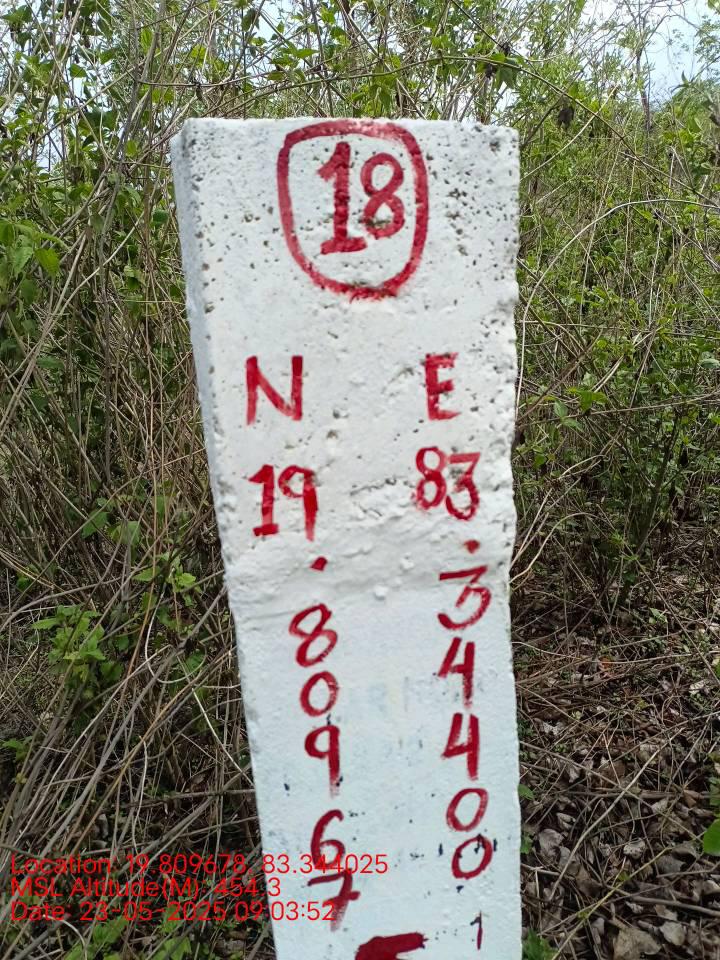 18
N E
19 83
. .
8 3
0 4
9 4
6 0
7 0
1
Location: 19.809678, 83.344025
MSL Altitude(M): 454.3
Date: 23-05-2025 09:03:52